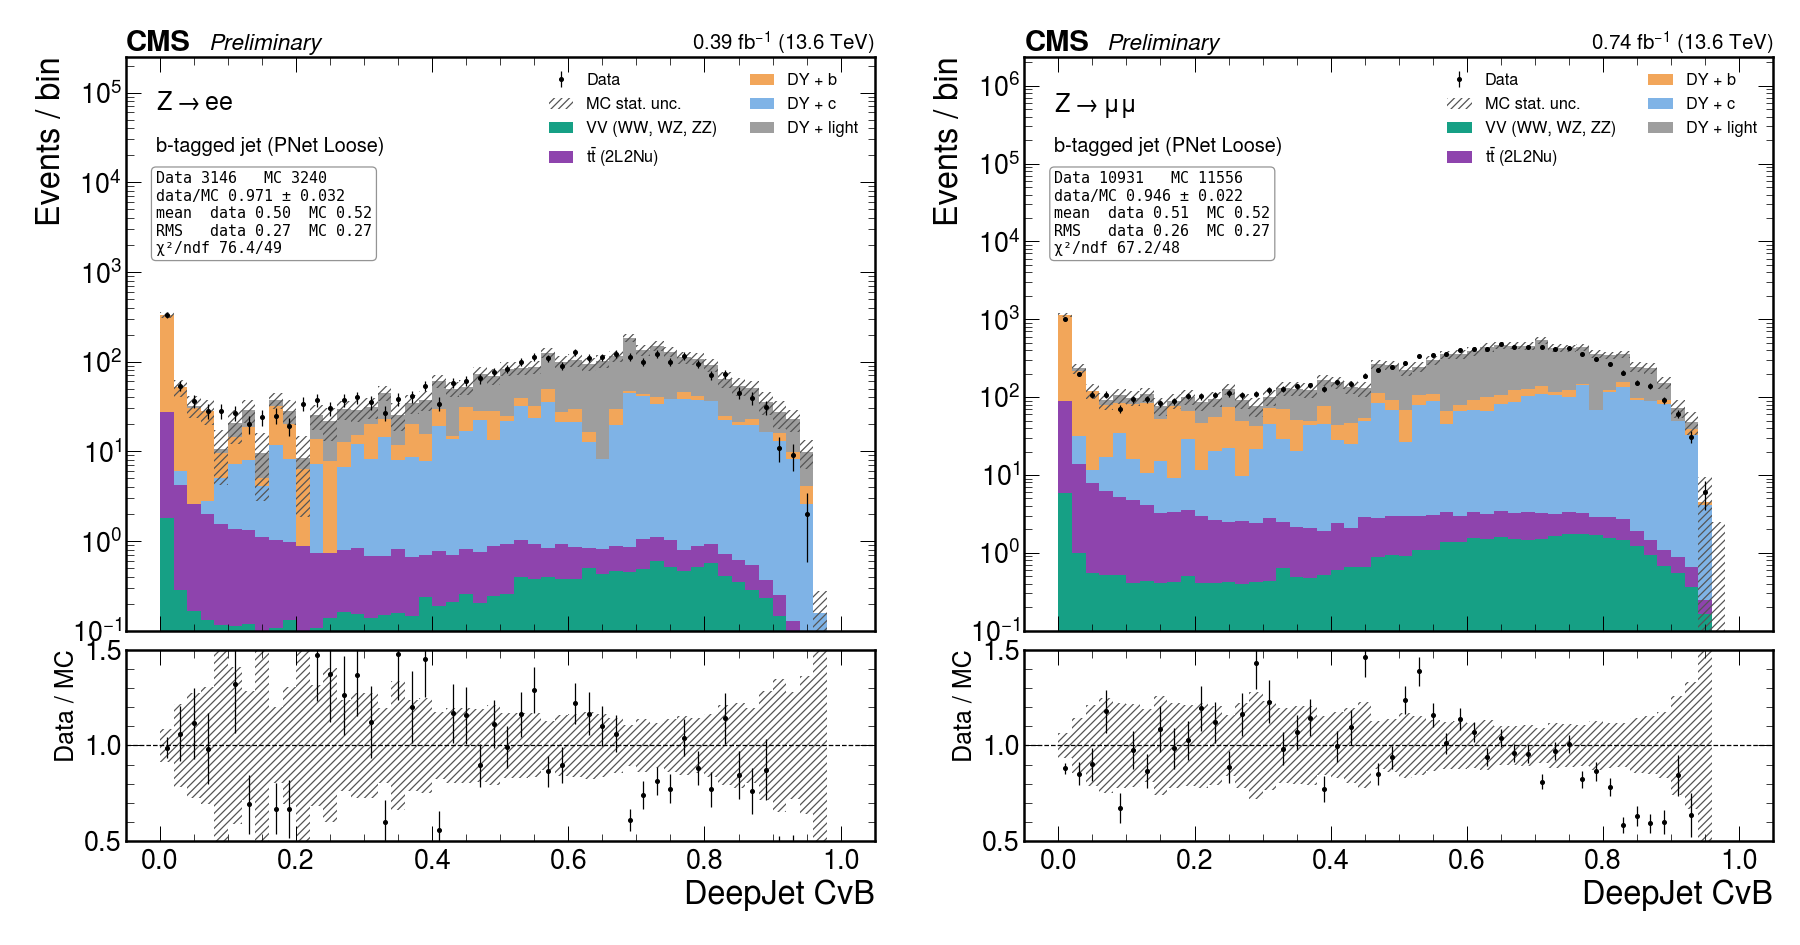 CMS Preliminary 0.39 fb⁻¹ (13.6 TeV)
Events / bin
Z → ee
b-tagged jet (PNet Loose)
Data 3146 MC 3240
data/MC 0.971 ± 0.032
mean data 0.50 MC 0.52
RMS data 0.27 MC 0.27
χ²/ndf 76.4/49
Data
MC stat. unc.
VV (WW, WZ, ZZ)
tt̄ (2L2Nu)
DY + b
DY + c
DY + light
10⁵
10⁴
10³
10²
10¹
10⁰
10⁻¹
Data / MC
1.5
1.0
0.5
0.0 0.2 0.4 0.6 0.8 1.0
DeepJet CvB
CMS Preliminary 0.74 fb⁻¹ (13.6 TeV)
Events / bin
Z → μμ
b-tagged jet (PNet Loose)
Data 10931 MC 11556
data/MC 0.946 ± 0.022
mean data 0.51 MC 0.52
RMS data 0.26 MC 0.27
χ²/ndf 67.2/48
Data
MC stat. unc.
VV (WW, WZ, ZZ)
tt̄ (2L2Nu)
DY + b
DY + c
DY + light
10⁶
10⁵
10⁴
10³
10²
10¹
10⁰
10⁻¹
Data / MC
1.5
1.0
0.5
0.0 0.2 0.4 0.6 0.8 1.0
DeepJet CvB